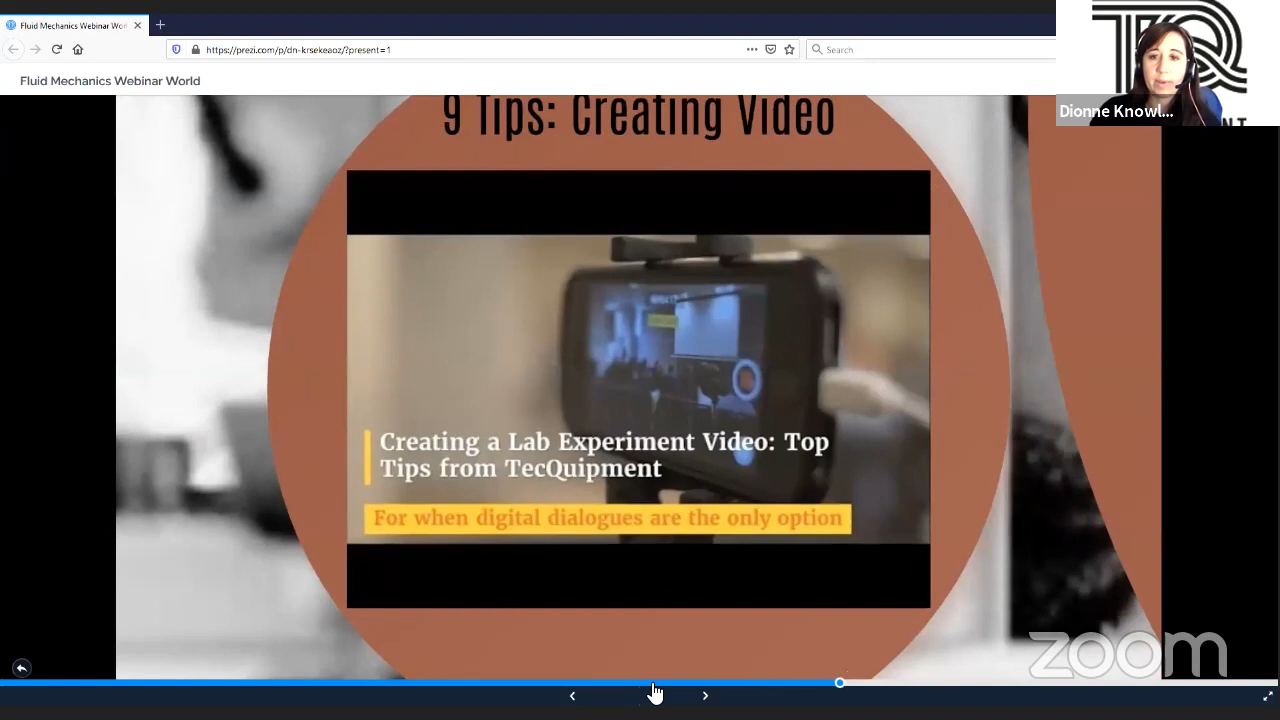 Fluid Mechanics Webinar Wor
https://prezi.com/p/dn-krsekeaoz/?present=1
Search
Fluid Mechanics Webinar World
Dionne Knowl...
9 Tips: Creating Video
Creating a Lab Experiment Video: Top
Tips from TecQuipment
For when digital dialogues are the only option
zoom